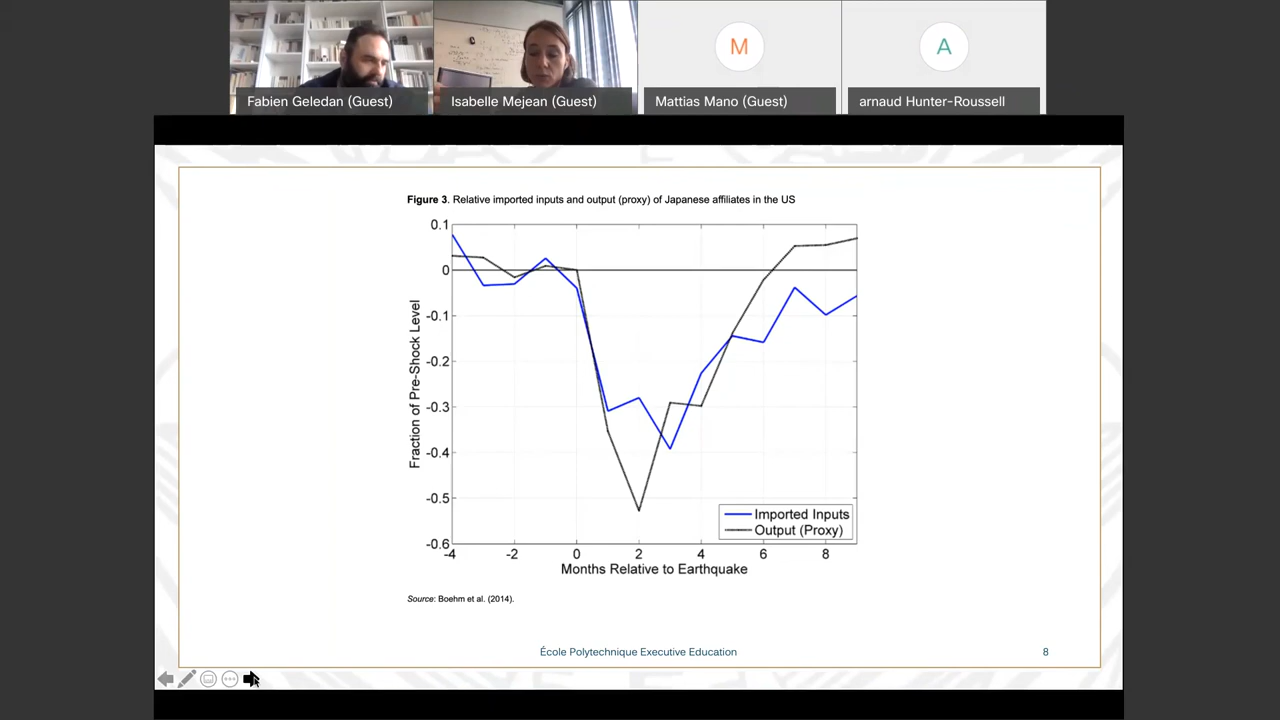 M
A
Fabien Geledan (Guest)
Isabelle Mejean (Guest)
Mattias Mano (Guest)
arnaud Hunter-Roussell
Figure 3. Relative imported inputs and output (proxy) of Japanese affiliates in the US
Fraction of Pre-Shock Level
0.1
0
-0.1
-0.2
-0.3
-0.4
-0.5
-0.6
Imported Inputs
Output (Proxy)
-4
-2
0
2
4
6
8
Months Relative to Earthquake
Source: Boehm et al. (2014).
École Polytechnique Executive Education
8